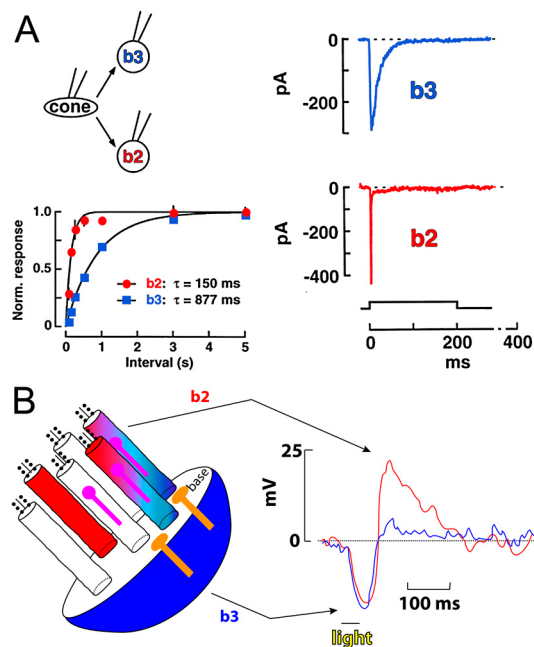 A
b3
cone
b2
Norm. response
1.0
0.5
0
0 1 2 3 4 5
Interval (s)
b2: τ = 150 ms
b3: τ = 877 ms
pA
0
-200
b3
pA
0
-200
-400
b2
0 200 400
ms
B
b2
base
b3
mV
25
0
100 ms
light